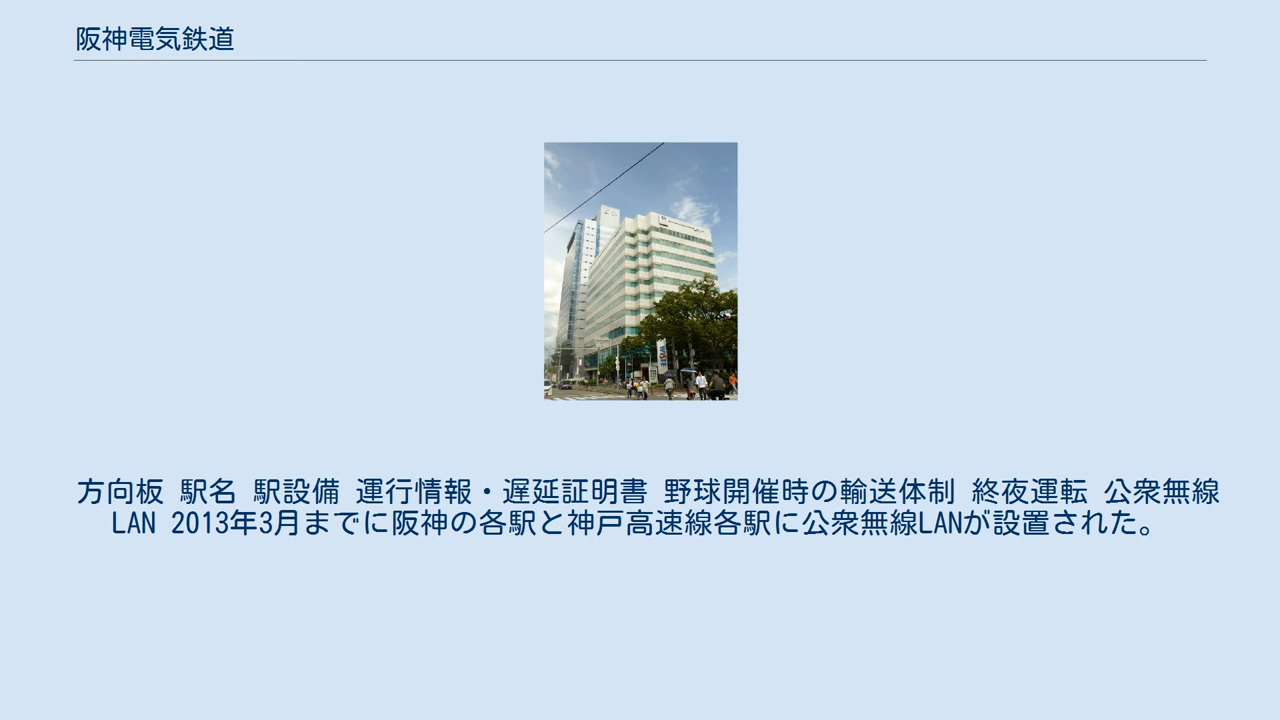 阪神電気鉄道
方向板 駅名 駅設備 運行情報・遅延証明書 野球開催時の輸送体制 終夜運転 公衆無線
LAN 2013年3月までに阪神の各駅と神戸高速線各駅に公衆無線LANが設置された。